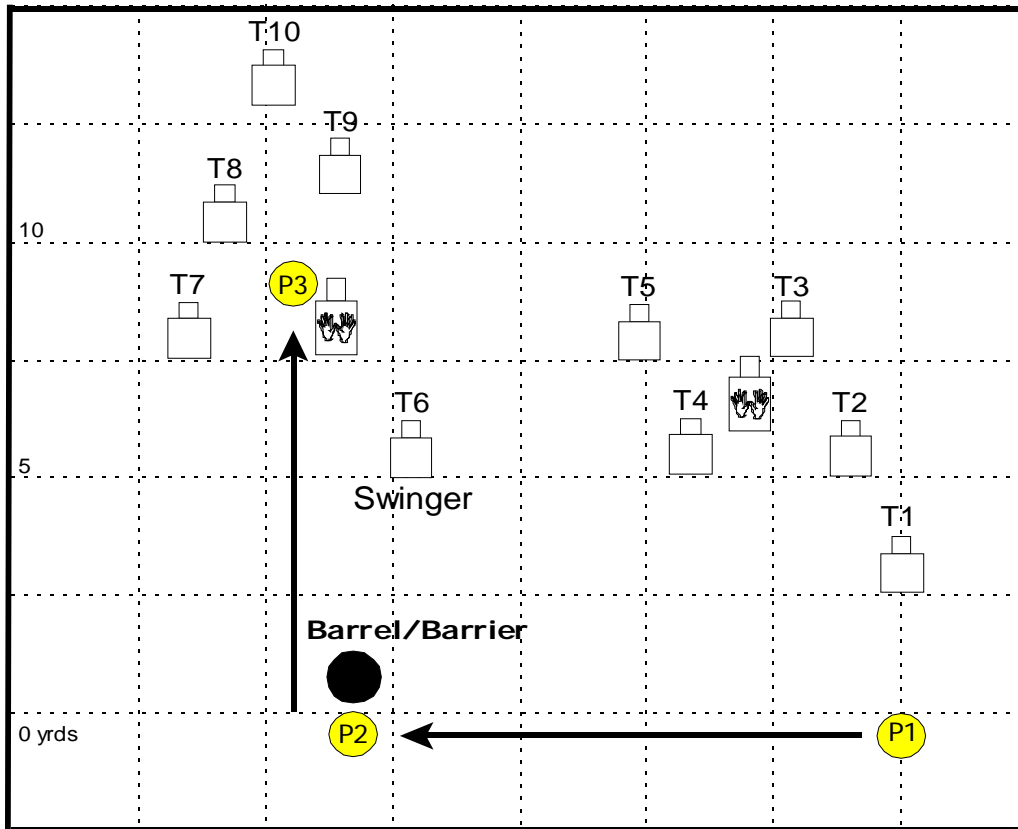 T10
T9
T8
10
P3
T7
T5
T3
T6
T4
T2
5
Swinger
T1
Barrel/Barrier
0 yrds
P2
P1